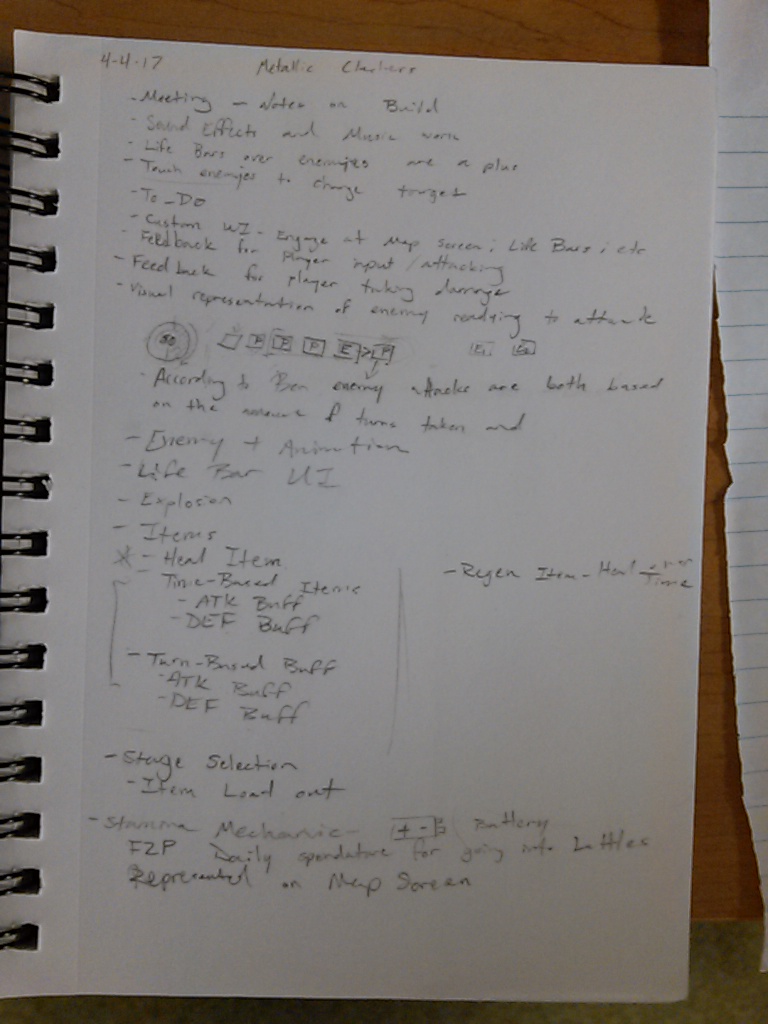 4-4-17 Metallic Clashers
- Meeting - Notes on Build
- Sound Effects and Music work
- Life Bars over enemies are a plus
- Touch enemies to change target
- To-Do
- Custom UI - Engage at Map screen; Life Bars; etc
- Feedback for Player input / attacking
- Feedback for player taking damage
- Visual representation of enemy readying to attack
50 P P P E > P E1 E2
- According to Ben enemy attacks are both based
on the amount of turns taken and
- Enemy + Animation
- Life Bar UI
- Explosion
- Items
* - Heal Item
- Regen Item - Heal over Time
- Time-Based Items
- ATK Buff
- DEF Buff
- Turn-Based Buff
- ATK Buff
- DEF Buff
- Stage Selection
- Item Load out
- Stamina Mechanic - + - Battery
F2P Daily spendature for going into battles
Represented on Map Screen